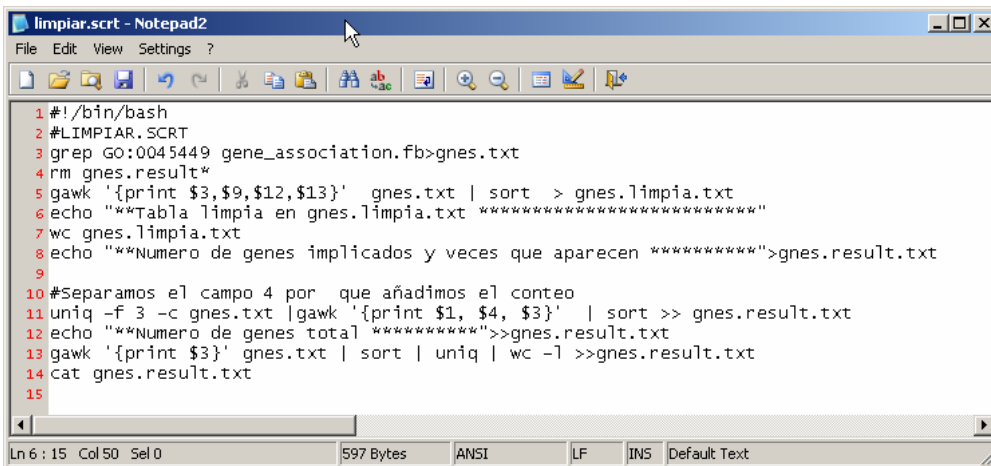 limpiar.scrt - Notepad2
File Edit View Settings ?
1 #!/bin/bash
2 #LIMPIAR.SCRT
3 grep GO:0045449 gene_association.fb>gnes.txt
4 rm gnes.result*
5 gawk '{print $3,$9,$12,$13}'  gnes.txt | sort  > gnes.limpia.txt
6 echo "**Tabla limpia en gnes.limpia.txt **************************"
7 wc gnes.limpia.txt
8 echo "**Numero de genes implicados y veces que aparecen **********">gnes.result.txt
9
10 #Separamos el campo 4 por  que añadimos el conteo
11 uniq -f 3 -c gnes.txt |gawk '{print $1, $4, $3}'  | sort >> gnes.result.txt
12 echo "**Numero de genes total **********">>gnes.result.txt
13 gawk '{print $3}' gnes.txt | sort | uniq | wc -l >>gnes.result.txt
14 cat gnes.result.txt
15
Ln 6 : 15 Col 50 Sel 0 597 Bytes ANSI LF INS Default Text